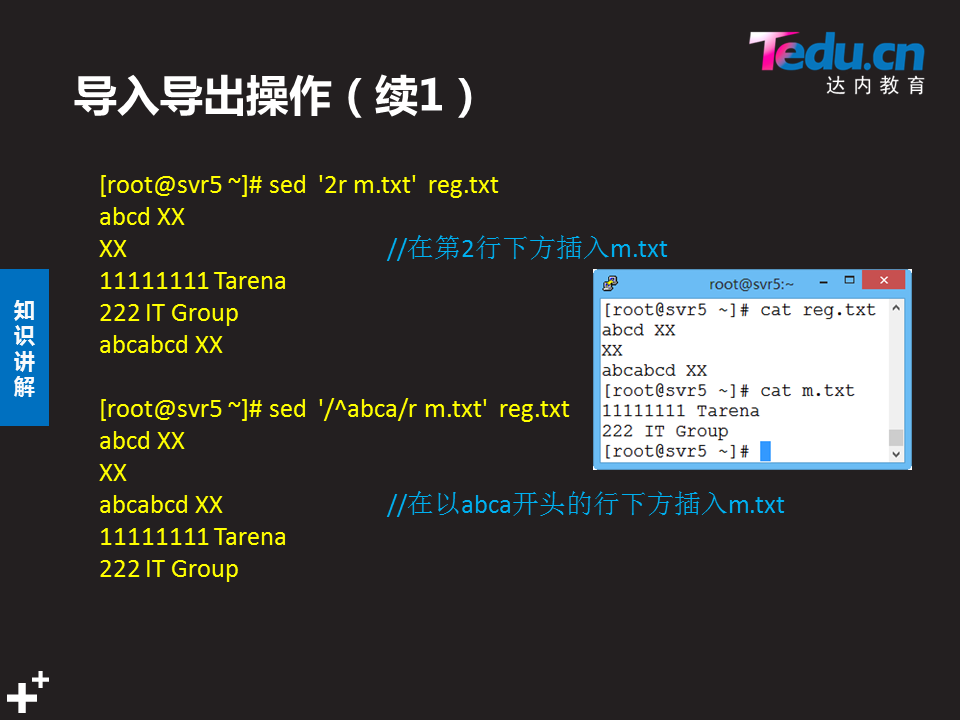 Tedu.cn
达内教育
导入导出操作（续1）
[root@svr5 ~]# sed '2r m.txt' reg.txt
abcd XX
XX //在第2行下方插入m.txt
11111111 Tarena
222 IT Group
abcabcd XX
知识讲解
root@svr5:~
[root@svr5 ~]# cat reg.txt
abcd XX
XX
abcabcd XX
[root@svr5 ~]# cat m.txt
11111111 Tarena
222 IT Group
[root@svr5 ~]#
[root@svr5 ~]# sed '/^abca/r m.txt' reg.txt
abcd XX
XX
abcabcd XX //在以abca开头的行下方插入m.txt
11111111 Tarena
222 IT Group